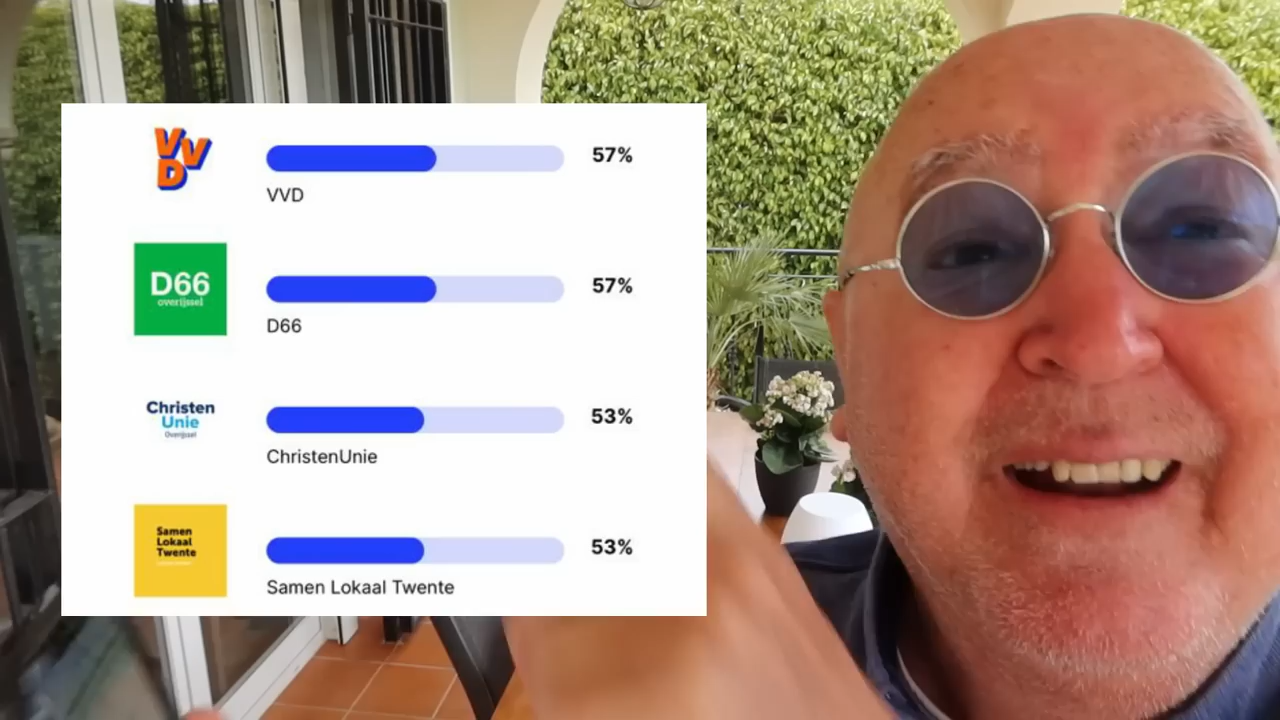 VVD
57%
VVD
D66
overijssel
57%
D66
Christen
Unie
Overijssel
53%
ChristenUnie
Samen
Lokaal
Twente
53%
Samen Lokaal Twente